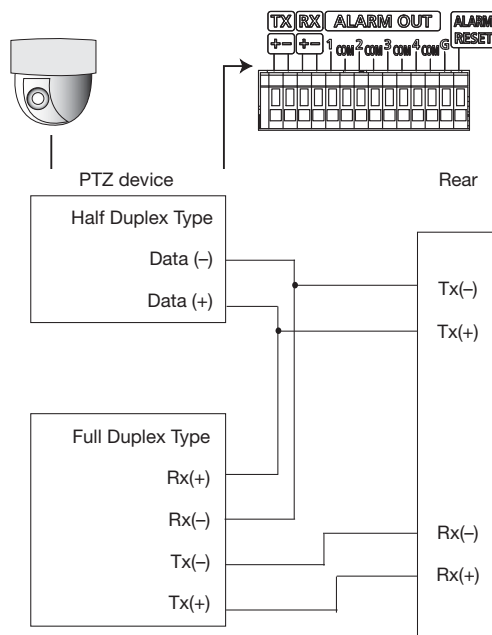 TX RX ALARM OUT ALARM RESET
+ − + − 1 COM 2 COM 3 COM 4 COM G
PTZ device
Rear
Half Duplex Type
Data (–)
Data (+)
Tx(–)
Tx(+)
Full Duplex Type
Rx(+)
Rx(–)
Tx(–)
Tx(+)
Rx(–)
Rx(+)